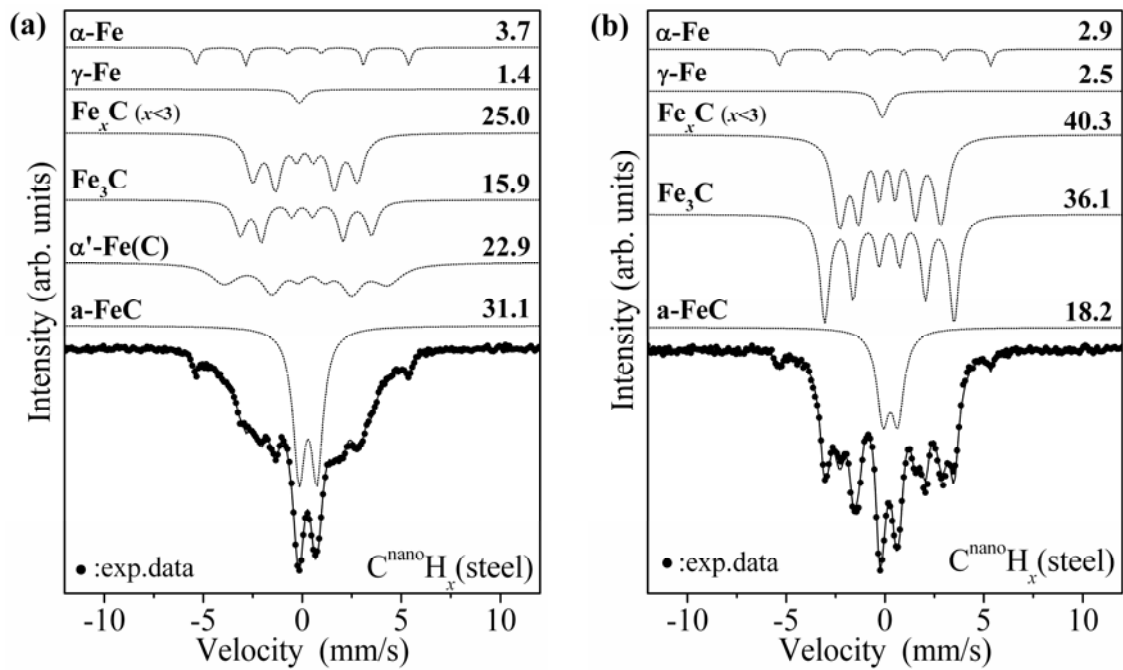 (a)
α-Fe 3.7
γ-Fe 1.4
FeₓC (x<3) 25.0
Fe₃C 15.9
α'-Fe(C) 22.9
a-FeC 31.1
Intensity (arb. units)
● :exp.data CⁿᵃⁿᵒHₓ(steel)
-10 -5 0 5 10
Velocity (mm/s)
(b)
α-Fe 2.9
γ-Fe 2.5
FeₓC (x<3) 40.3
Fe₃C 36.1
a-FeC 18.2
Intensity (arb. units)
● :exp.data CⁿᵃⁿᵒHₓ(steel)
-10 -5 0 5 10
Velocity (mm/s)